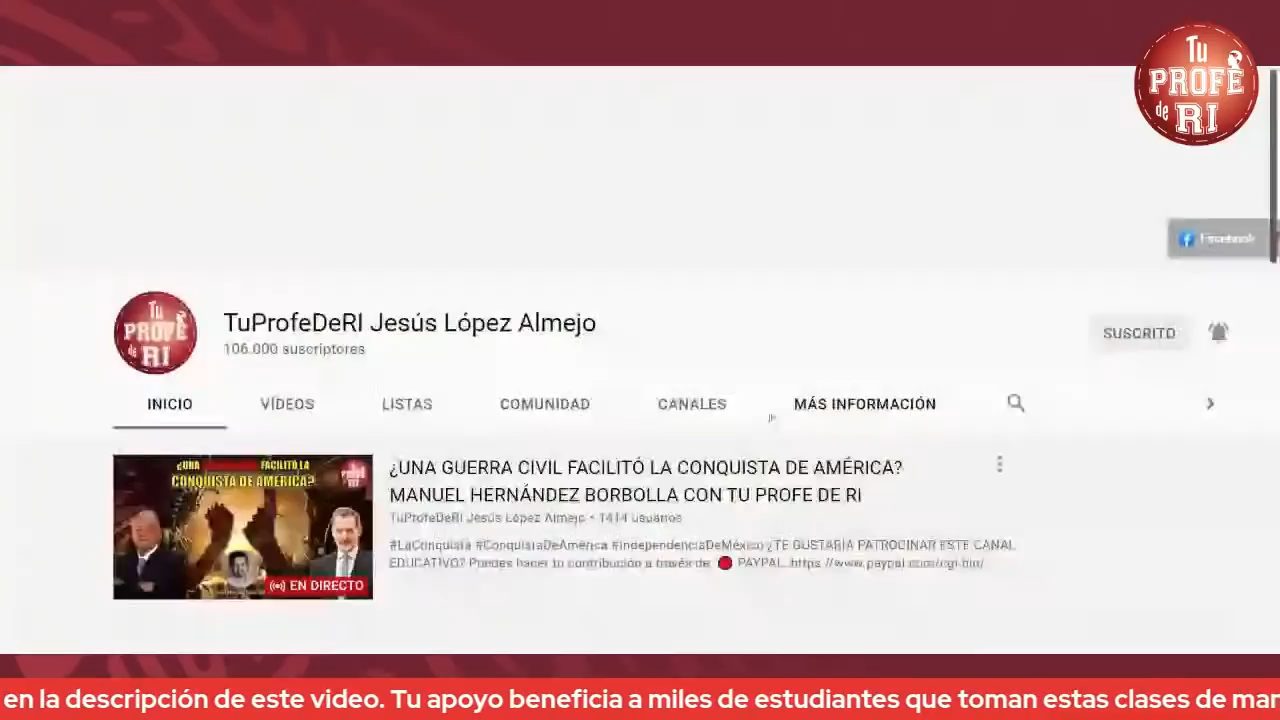 Tu
PROFE
de RI
Facebook
Tu
PROFE
de RI
TuProfeDeRI Jesús López Almejo
106.000 suscriptores
SUSCRITO
INICIO
VÍDEOS
LISTAS
COMUNIDAD
CANALES
MÁS INFORMACIÓN
¿UNA FACILITÓ LA
CONQUISTA DE AMÉRICA?
EN DIRECTO
¿UNA GUERRA CIVIL FACILITÓ LA CONQUISTA DE AMÉRICA?
MANUEL HERNÁNDEZ BORBOLLA CON TU PROFE DE RI
TuProfeDeRI Jesús López Almejo • 1414 usuarios
#LaConquista #ConquistaDeAmérica #IndependenciaDeMéxico ¿TE GUSTARÍA PATROCINAR ESTE CANAL
EDUCATIVO? Puedes hacer tu contribución a través de: PAYPAL: https://www.paypal.com/cgi-bin/
en la descripción de este video. Tu apoyo beneficia a miles de estudiantes que toman estas clases de mar